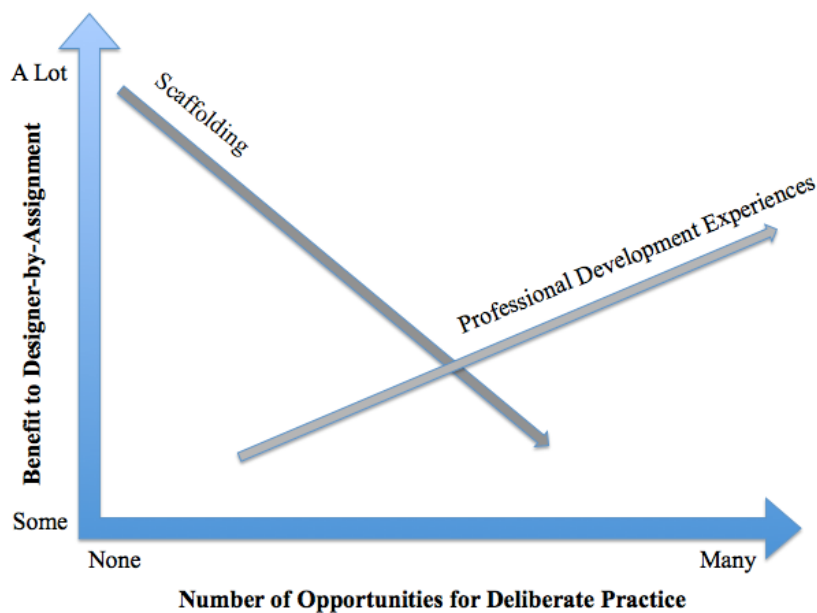 A Lot
Scaffolding
Benefit to Designer-by-Assignment
Professional Development Experiences
Some
None
Many
Number of Opportunities for Deliberate Practice